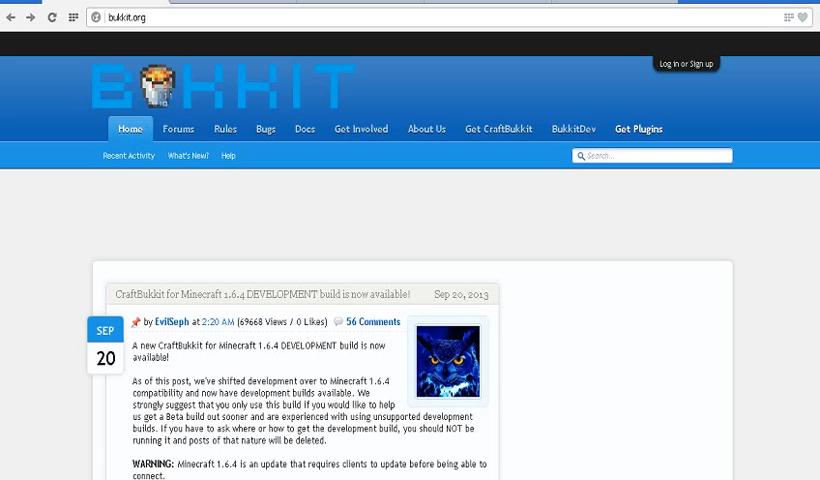 bukkit.org
Log in or Sign up
BUKKIT
Home Forums Rules Bugs Docs Get Involved About Us Get CraftBukkit BukkitDev Get Plugins
Recent Activity What's New? Help Search...
CraftBukkit for Minecraft 1.6.4 DEVELOPMENT build is now available! Sep 20, 2013
SEP
20
by EvilSeph at 2:20 AM (69668 Views / 0 Likes) 56 Comments
A new CraftBukkit for Minecraft 1.6.4 DEVELOPMENT build is now
available!
As of this post, we've shifted development over to Minecraft 1.6.4
compatibility and now have development builds available. We
strongly suggest that you only use this build if you would like to help
us get a Beta build out sooner and are experienced with using unsupported development
builds. If you have to ask where or how to get the development build, you should NOT be
running it and posts of that nature will be deleted.
WARNING: Minecraft 1.6.4 is an update that requires clients to update before being able to
connect.